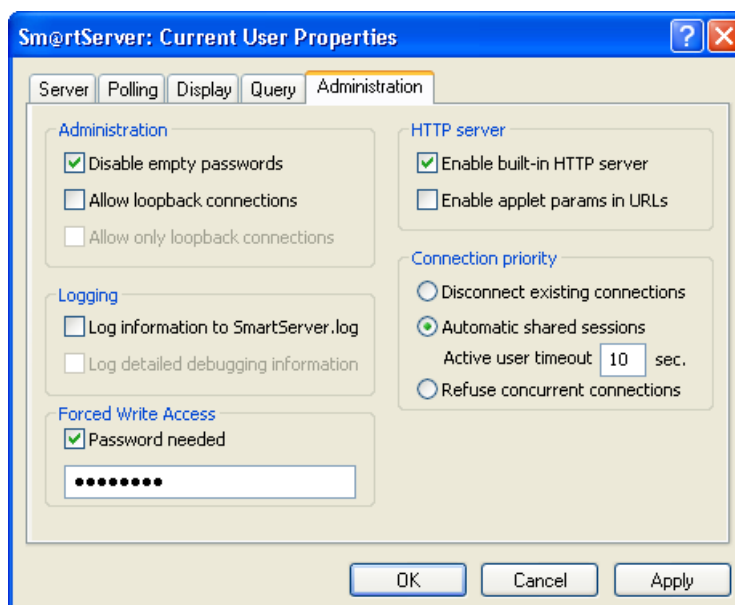 Sm@rtServer: Current User Properties
Server Polling Display Query Administration
Administration
Disable empty passwords
Allow loopback connections
Allow only loopback connections
Logging
Log information to SmartServer.log
Log detailed debugging information
Forced Write Access
Password needed
••••••••
HTTP server
Enable built-in HTTP server
Enable applet params in URLs
Connection priority
Disconnect existing connections
Automatic shared sessions
Active user timeout 10 sec.
Refuse concurrent connections
OK Cancel Apply